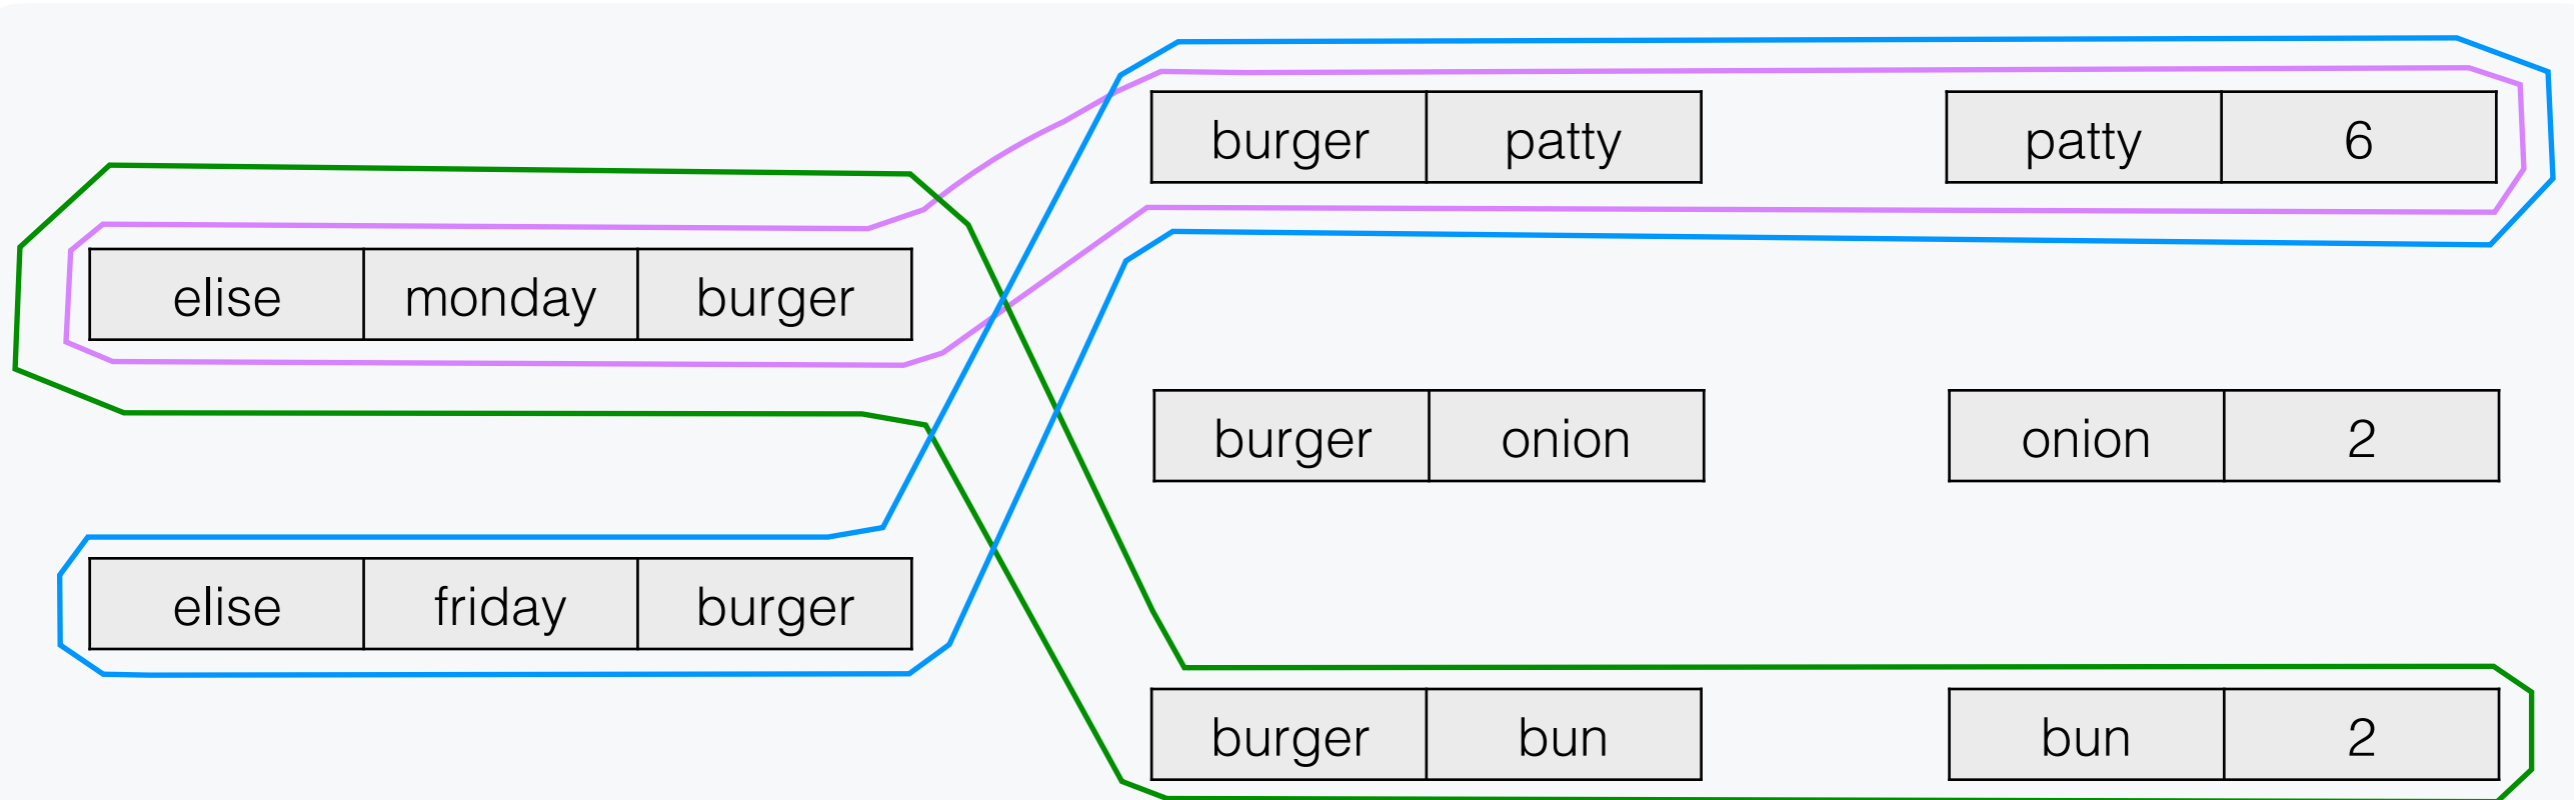 burger patty patty 6
elise monday burger
burger onion onion 2
elise friday burger
burger bun bun 2